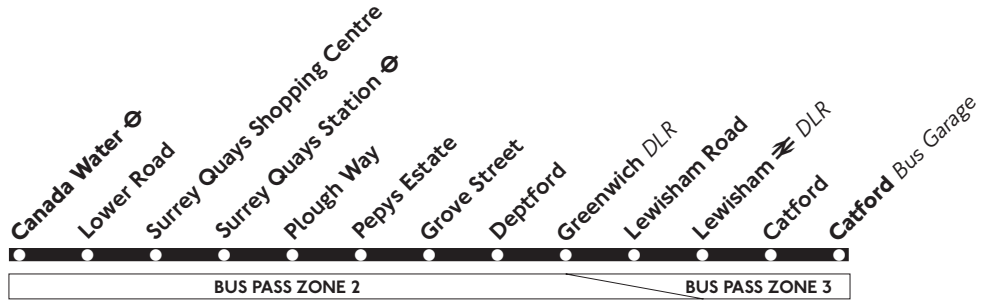 Canada Water
Lower Road
Surrey Quays Shopping Centre
Surrey Quays Station
Plough Way
Pepys Estate
Grove Street
Deptford
Greenwich DLR
Lewisham Road
Lewisham DLR
Catford
Catford Bus Garage
BUS PASS ZONE 2
BUS PASS ZONE 3